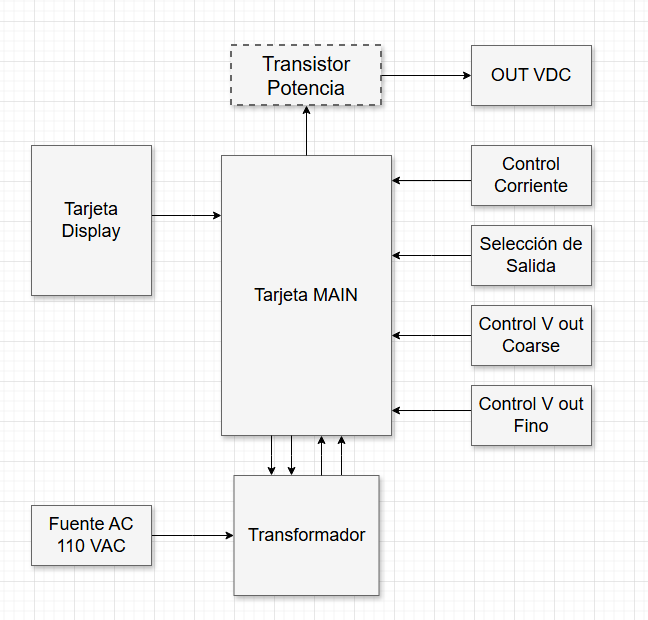 Transistor
Potencia
OUT VDC
Tarjeta
Display
Tarjeta MAIN
Control
Corriente
Selección de
Salida
Control V out
Coarse
Control V out
Fino
Fuente AC
110 VAC
Transformador